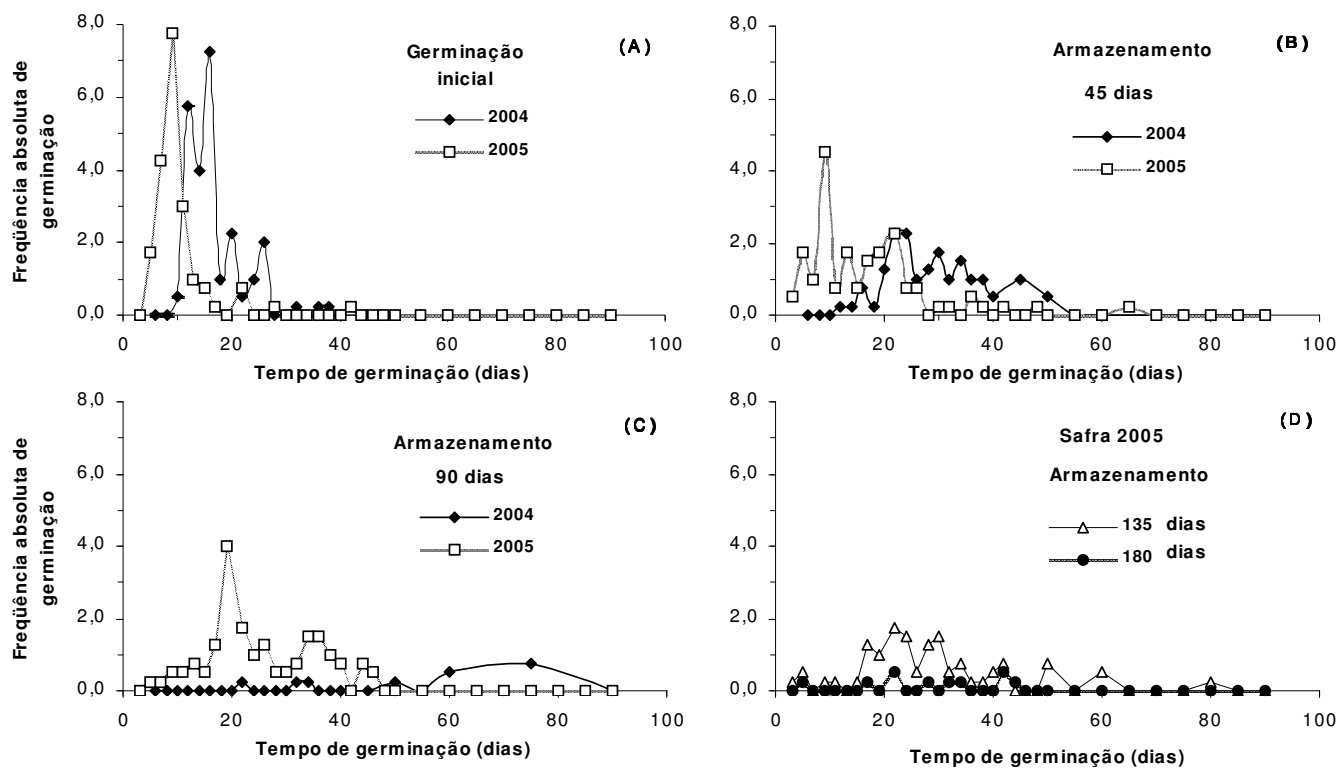 (A)
Germinação
inicial
2004
2005
Freqüência absoluta de
germinação
8,0
6,0
4,0
2,0
0,0
0 20 40 60 80 100
Tempo de germinação (dias)
(B)
Armazenamento
45 dias
2004
2005
8,0
6,0
4,0
2,0
0,0
0 20 40 60 80 100
Tempo de germinação (dias)
(C)
Armazenamento
90 dias
2004
2005
Freqüência absoluta de
germinação
8,0
6,0
4,0
2,0
0,0
0 20 40 60 80 100
Tempo de germinação (dias)
(D)
Safra 2005
Armazenamento
135 dias
180 dias
8,0
6,0
4,0
2,0
0,0
0 20 40 60 80 100
Tempo de germinação (dias)